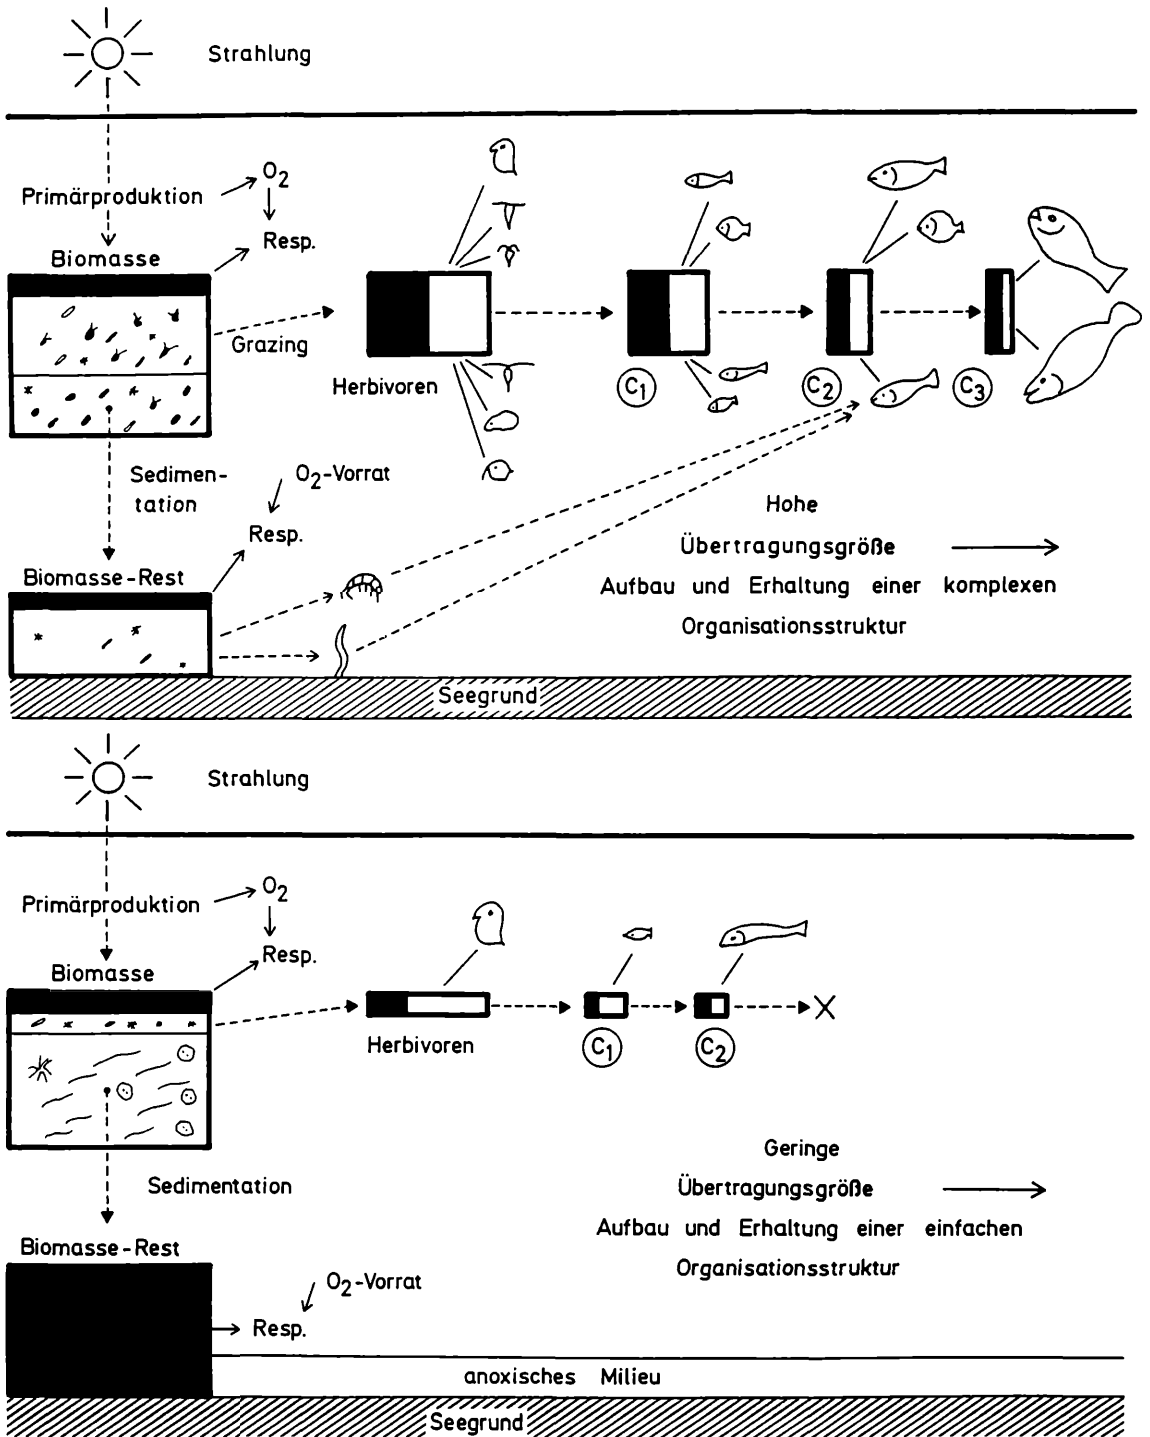 Strahlung
Primärproduktion
O2
Resp.
Biomasse
Grazing
Herbivoren
C1
C2
C3
Sedimen-
tation
O2-Vorrat
Resp.
Biomasse-Rest
Hohe
Übertragungsgröße
Aufbau und Erhaltung einer komplexen
Organisationsstruktur
Seegrund
Strahlung
Primärproduktion
O2
Resp.
Biomasse
Herbivoren
C1
C2
X
Sedimentation
Geringe
Übertragungsgröße
Aufbau und Erhaltung einer einfachen
Organisationsstruktur
Biomasse-Rest
O2-Vorrat
Resp.
anoxisches Milieu
Seegrund